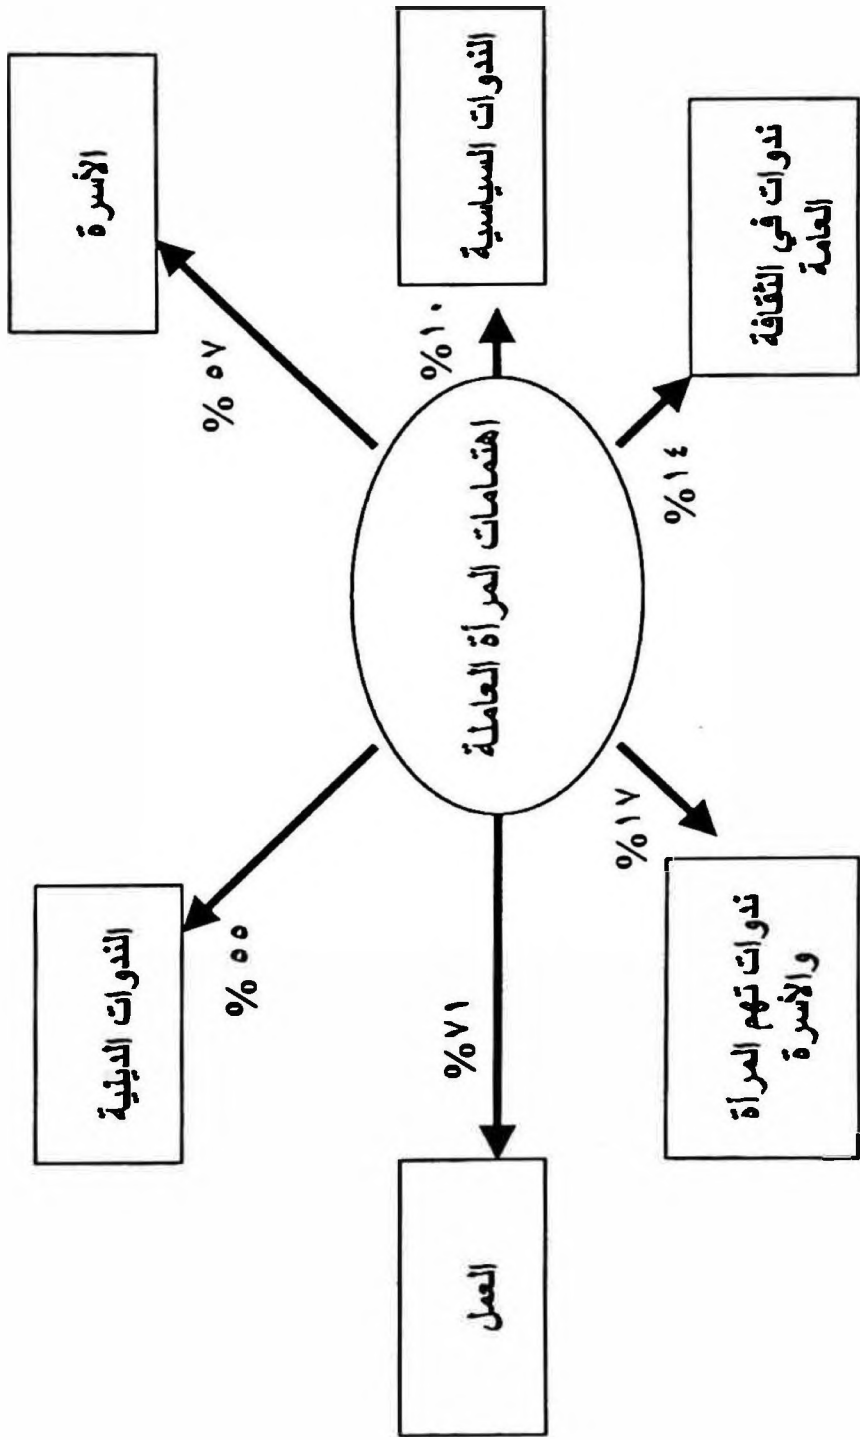 الأسرة
٥٧ %
الندوات السياسية
١٠%
ندوات في الثقافة
العامة
١٤%
اهتمامات المرأة العاملة
الندوات الدينية
٥٥ %
العمل
٧١%
ندوات تهم المرأة
والأسرة
١٧%